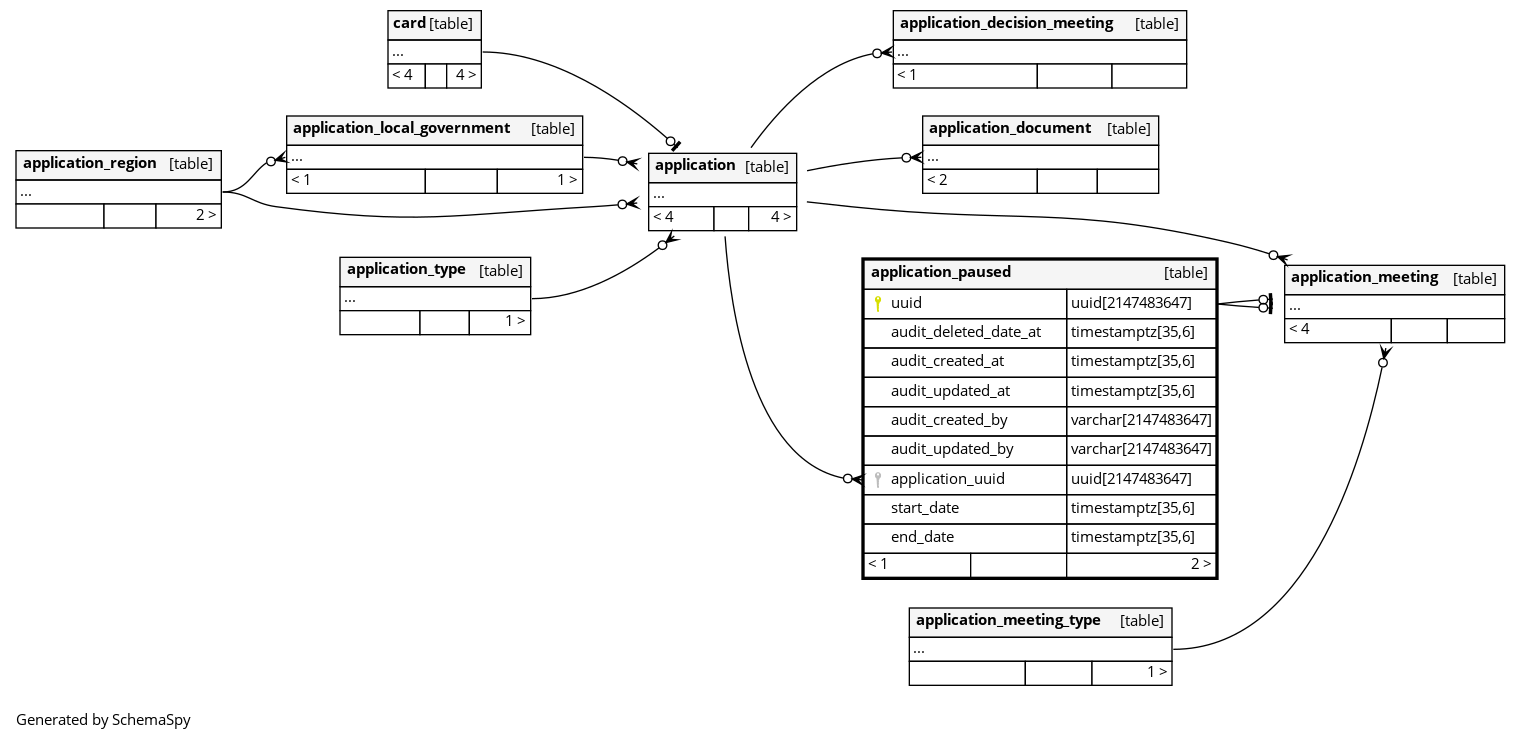 card [table]
...
< 4 4 >
application_decision_meeting [table]
...
< 1
application_local_government [table]
...
< 1 1 >
application_document [table]
...
< 2
application_region [table]
...
2 >
application [table]
...
< 4 4 >
application_type [table]
...
1 >
application_paused [table]
uuid uuid[2147483647]
audit_deleted_date_at timestamptz[35,6]
audit_created_at timestamptz[35,6]
audit_updated_at timestamptz[35,6]
audit_created_by varchar[2147483647]
audit_updated_by varchar[2147483647]
application_uuid uuid[2147483647]
start_date timestamptz[35,6]
end_date timestamptz[35,6]
< 1 2 >
application_meeting [table]
...
< 4
application_meeting_type [table]
...
1 >
Generated by SchemaSpy